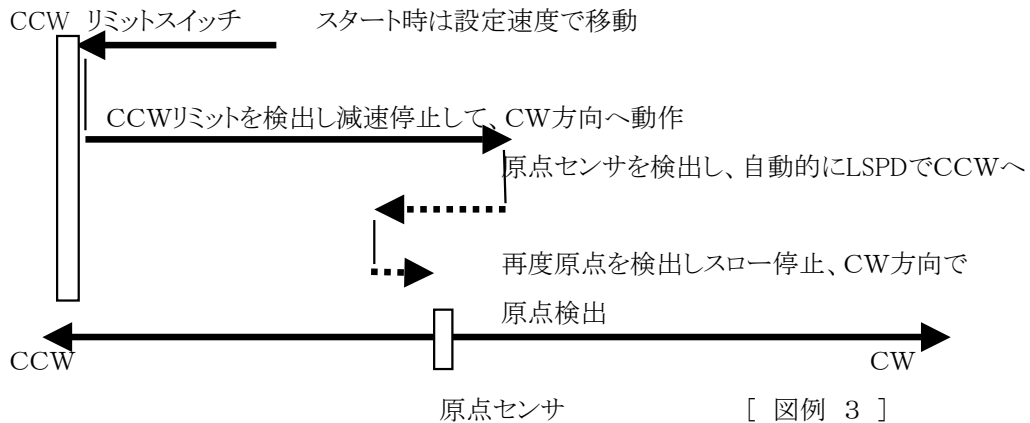 CCW リミットスイッチ　　スタート時は設定速度で移動
CCWリミットを検出し減速停止して、CW方向へ動作
原点センサを検出し、自動的にLSPDでCCWへ
再度原点を検出しスロー停止、CW方向で
原点検出
CCW　　CW
原点センサ　　［ 図例 ３ ］